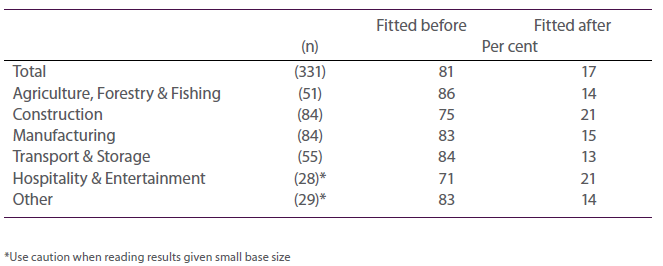 Fitted before Fitted after
(n) Per cent
Total (331) 81 17
Agriculture, Forestry & Fishing (51) 86 14
Construction (84) 75 21
Manufacturing (84) 83 15
Transport & Storage (55) 84 13
Hospitality & Entertainment (28)* 71 21
Other (29)* 83 14
*Use caution when reading results given small base size